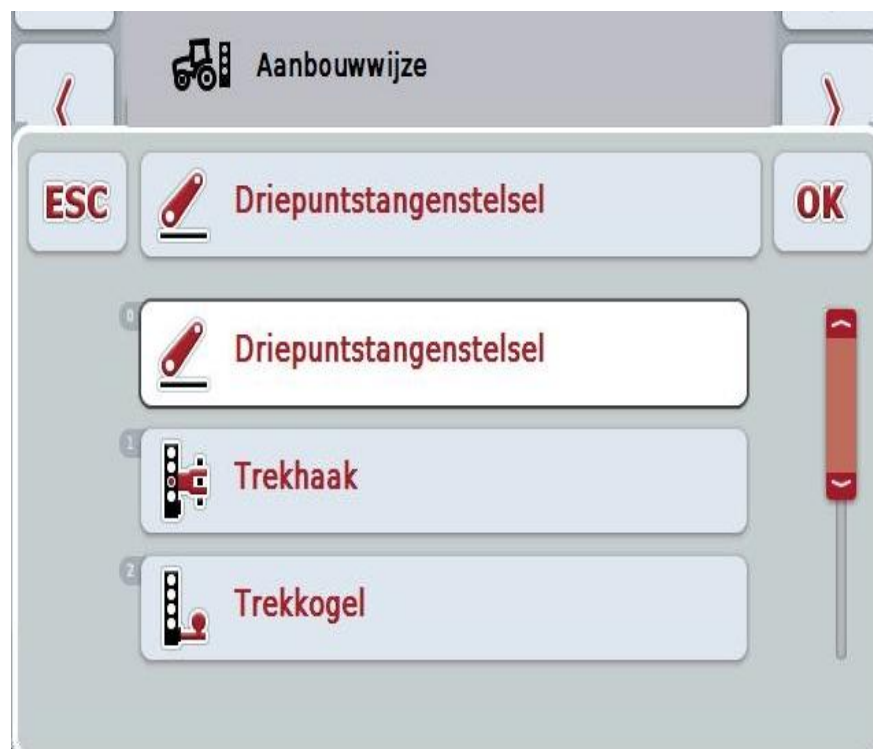 Aanbouwwijze
ESC
Driepuntstangenstelsel
OK
0
Driepuntstangenstelsel
1
Trekhaak
2
Trekkogel